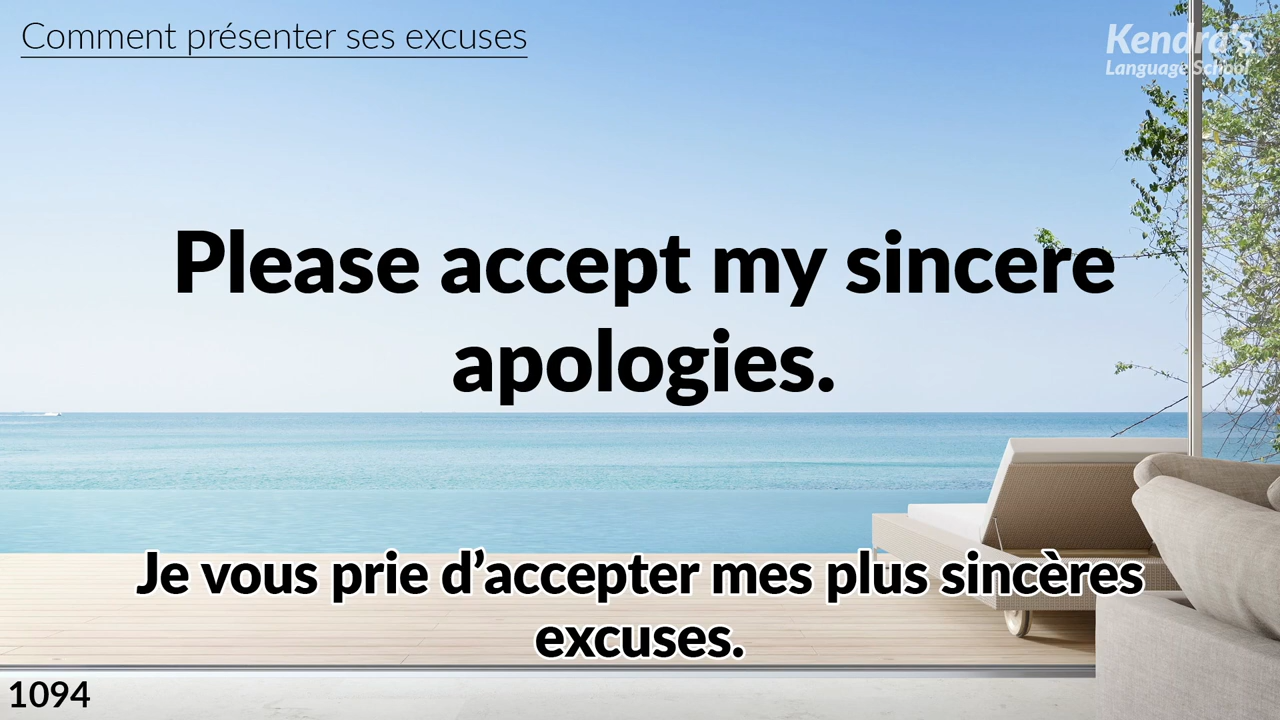 Comment présenter ses excuses
Kendra's
Language School
Please accept my sincere
apologies.
Je vous prie d’accepter mes plus sincères
excuses.
1094